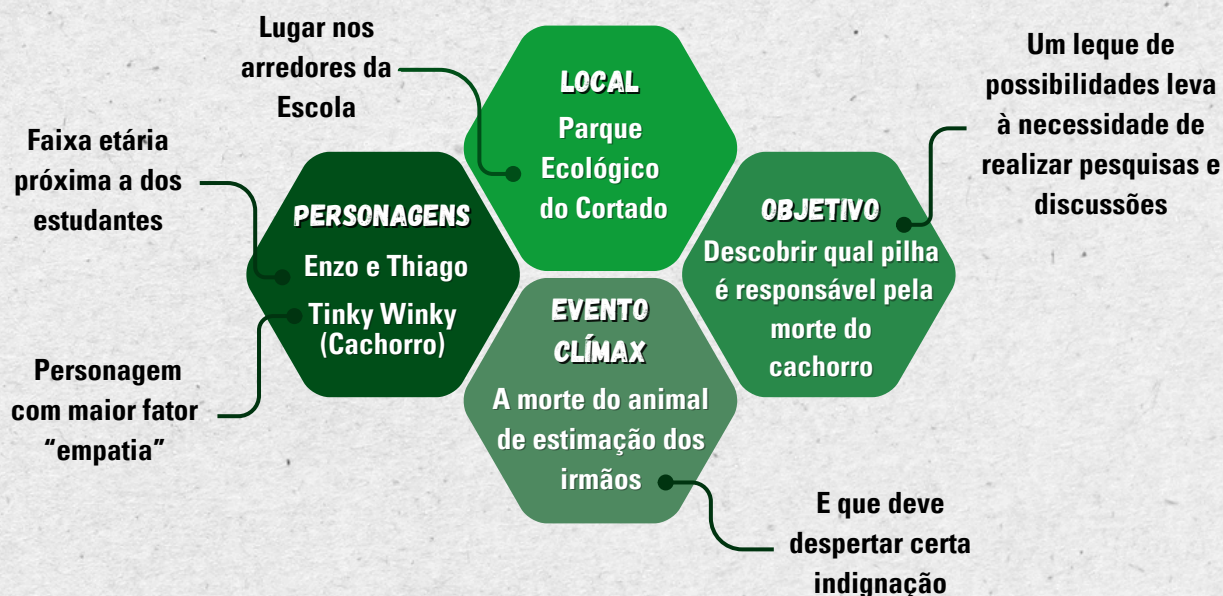 Lugar nos
arredores da
Escola
LOCAL
Parque
Ecológico
do Cortado
Um leque de
possibilidades leva
à necessidade de
realizar pesquisas e
discussões
Faixa etária
próxima a dos
estudantes
PERSONAGENS
Enzo e Thiago
Tinky Winky
(Cachorro)
OBJETIVO
Descobrir qual pilha
é responsável pela
morte do
cachorro
Personagem
com maior fator
“empatia”
EVENTO
CLÍMAX
A morte do animal
de estimação dos
irmãos
E que deve
despertar certa
indignação